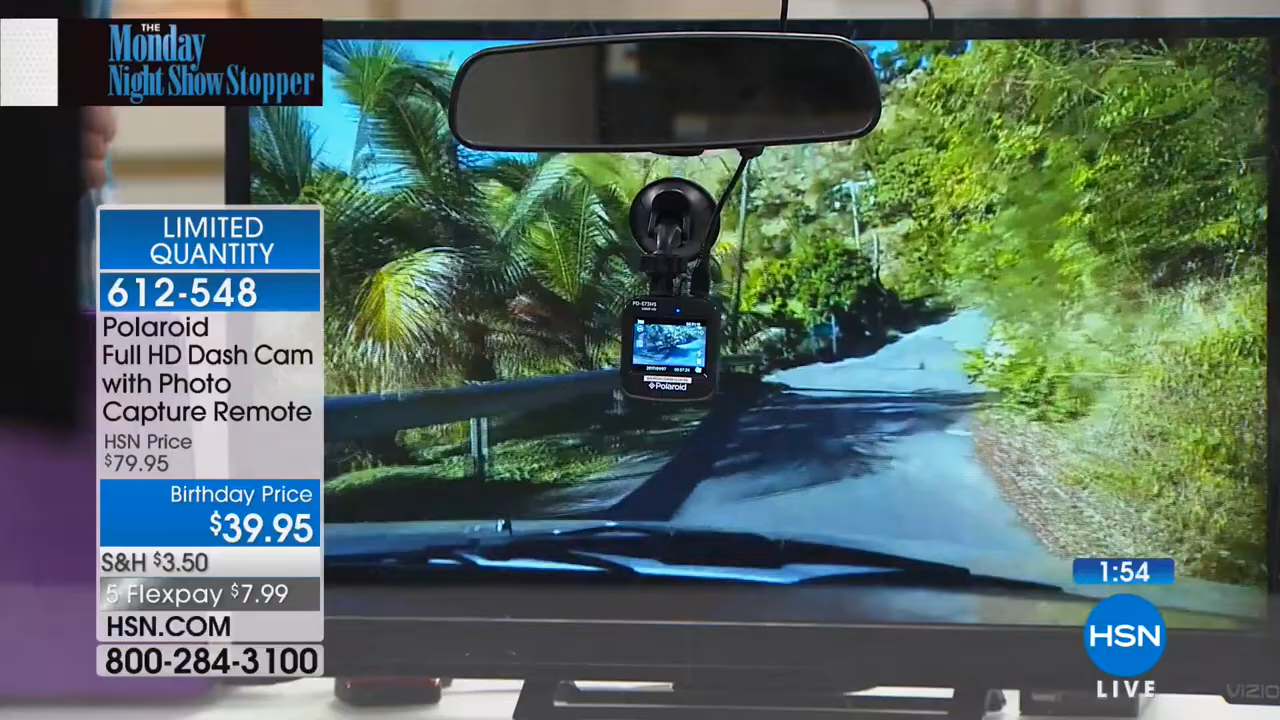 THE
Monday
Night Show Stopper
LIMITED
QUANTITY
612-548
Polaroid
Full HD Dash Cam
with Photo
Capture Remote
HSN Price
$79.95
Birthday Price
$39.95
S&H $3.50
5 Flexpay $7.99
HSN.COM
800-284-3100
PD-E73HS
Polaroid
1:54
HSN
LIVE
VIZIO